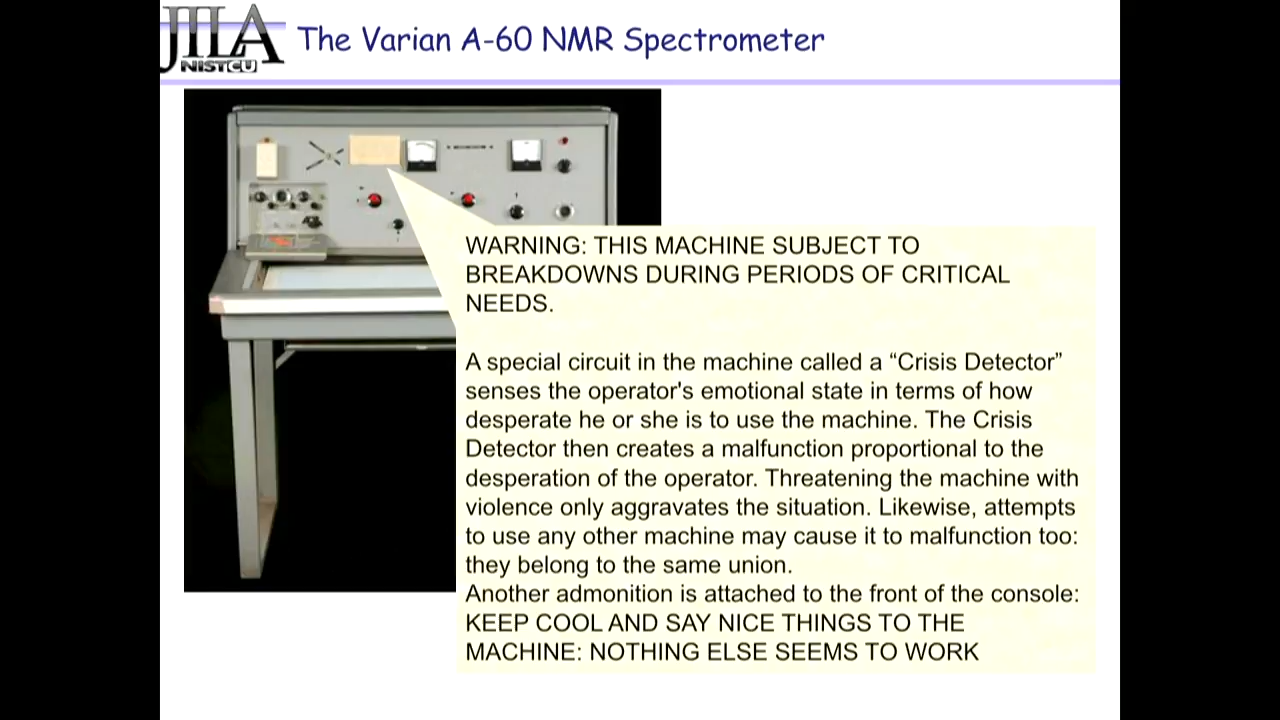 JILA
NIST CU
The Varian A-60 NMR Spectrometer
WARNING: THIS MACHINE SUBJECT TO
BREAKDOWNS DURING PERIODS OF CRITICAL
NEEDS.
A special circuit in the machine called a “Crisis Detector”
senses the operator's emotional state in terms of how
desperate he or she is to use the machine. The Crisis
Detector then creates a malfunction proportional to the
desperation of the operator. Threatening the machine with
violence only aggravates the situation. Likewise, attempts
to use any other machine may cause it to malfunction too:
they belong to the same union.
Another admonition is attached to the front of the console:
KEEP COOL AND SAY NICE THINGS TO THE
MACHINE: NOTHING ELSE SEEMS TO WORK